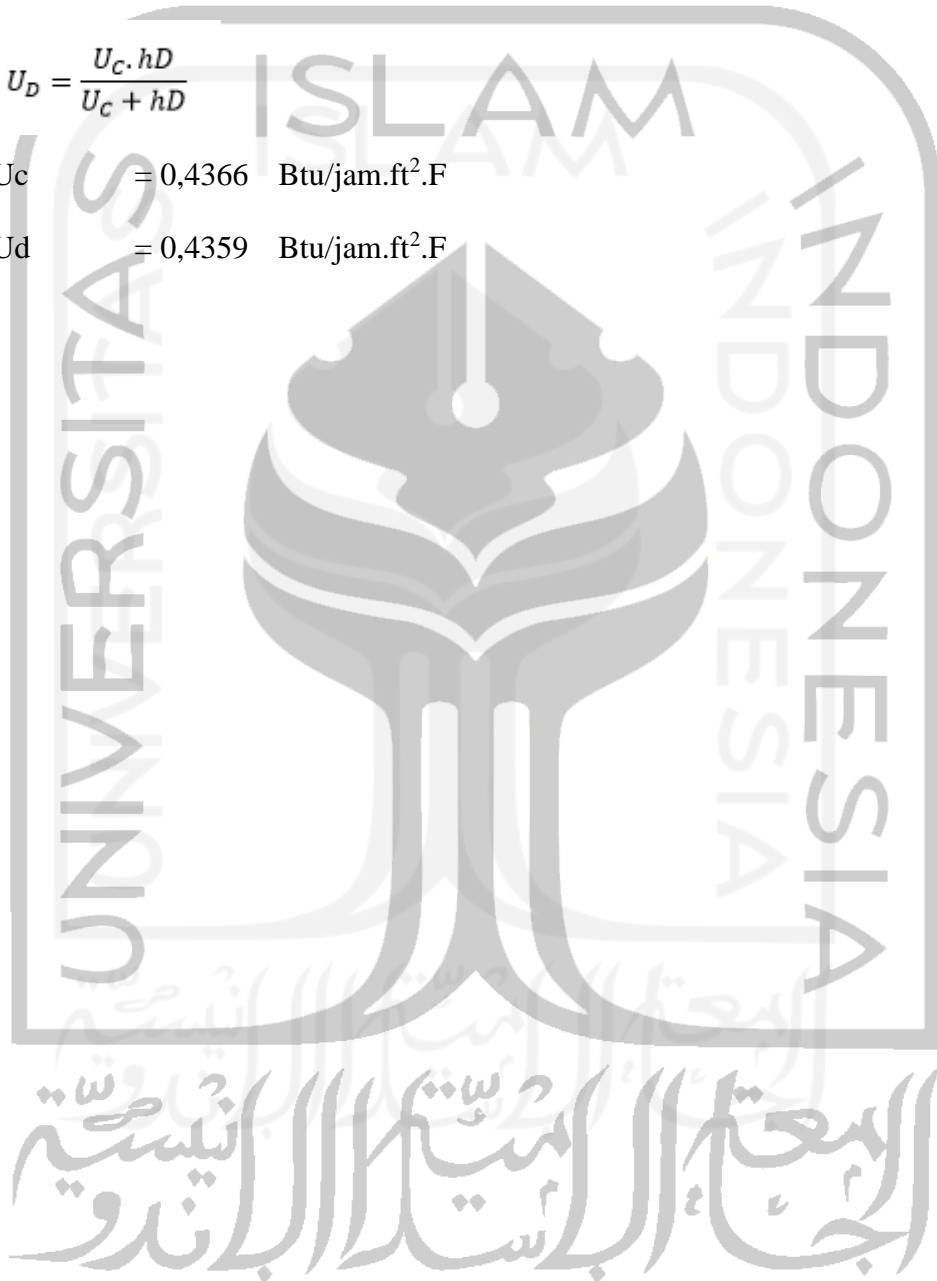 U_D = U_C. hD / U_C + hD
Uc = 0,4366 Btu/jam.ft².F
Ud = 0,4359 Btu/jam.ft².F
ISLAM
UNIVERSITAS
INDONESIA